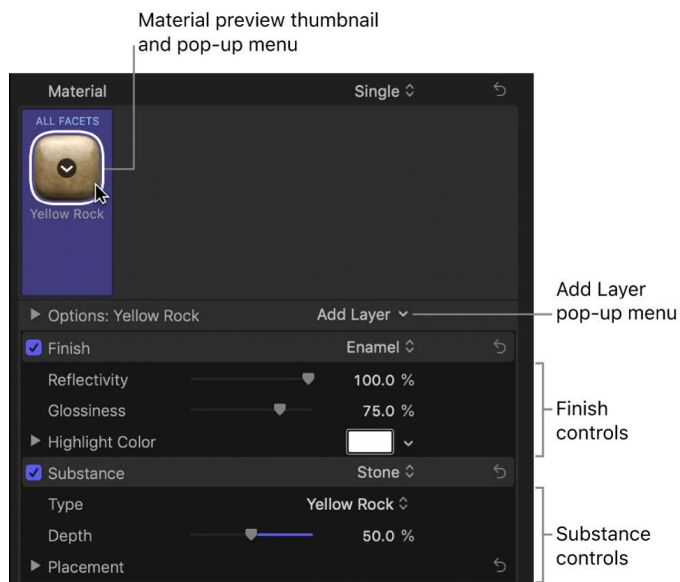 Material preview thumbnail
and pop-up menu
Material Single
ALL FACETS
Yellow Rock
Options: Yellow Rock Add Layer
Add Layer
pop-up menu
Finish Enamel
Reflectivity 100.0 %
Glossiness 75.0 %
Highlight Color
Finish
controls
Substance Stone
Type Yellow Rock
Depth 50.0 %
Placement
Substance
controls